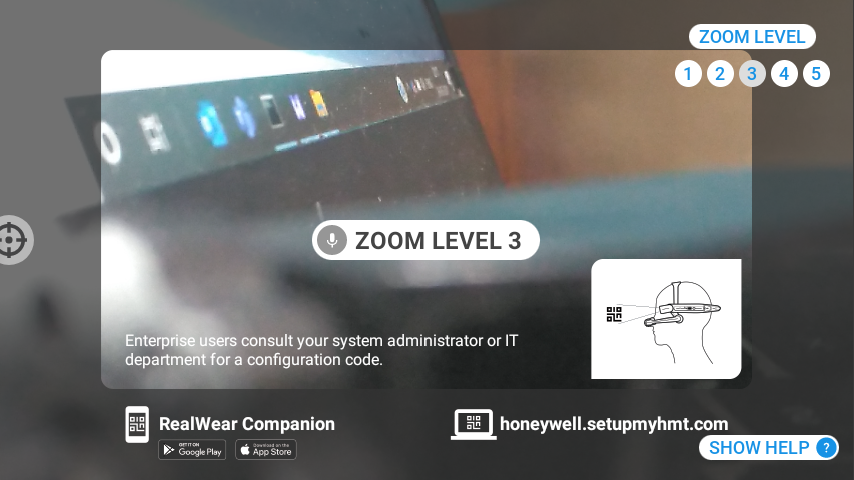 ZOOM LEVEL
1 2 3 4 5
ZOOM LEVEL 3
Enterprise users consult your system administrator or IT
department for a configuration code.
RealWear Companion
GET IT ON
Google Play
Download on the
App Store
honeywell.setupmyhmt.com
SHOW HELP ?